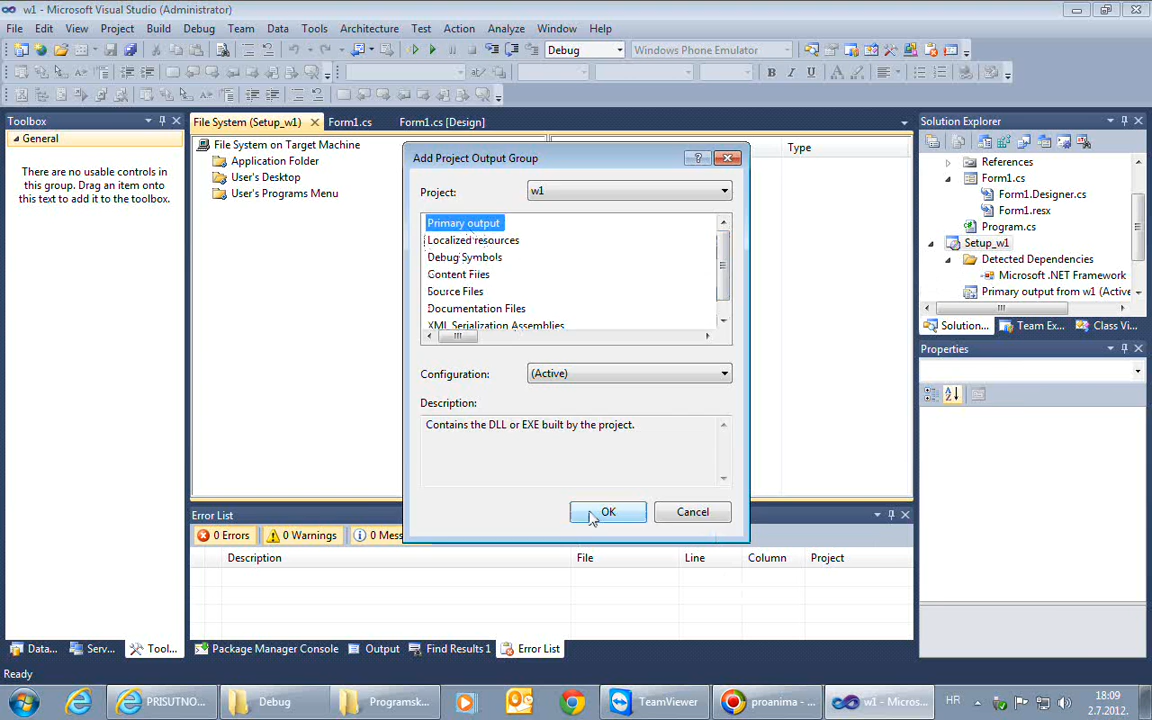 w1 - Microsoft Visual Studio (Administrator)
File Edit View Project Build Debug Team Data Tools Architecture Test Action Analyze Window Help
Debug Windows Phone Emulator
B I U A
Toolbox
General
There are no usable controls in
this group. Drag an item onto
this text to add it to the toolbox.
File System (Setup_w1) Form1.cs Form1.cs [Design]
File System on Target Machine
Application Folder
User's Desktop
User's Programs Menu
Type
Add Project Output Group
Project: w1
Primary output
Localized resources
Debug Symbols
Content Files
Source Files
Documentation Files
XML Serialization Assemblies
Configuration: (Active)
Description:
Contains the DLL or EXE built by the project.
OK Cancel
Solution Explorer
References
Form1.cs
Form1.Designer.cs
Form1.resx
Program.cs
Setup_w1
Detected Dependencies
Microsoft .NET Framework
Primary output from w1 (Active
Solution... Team Ex... Class Vi...
Properties
Error List
0 Errors 0 Warnings 0 Mess
Description File Line Column Project
Data... Serv... Tool... Package Manager Console Output Find Results 1 Error List
Ready
PRISUTNO... Debug Programsk... TeamViewer proanima - ... w1 - Micros... HR 18:09
2.7.2012.